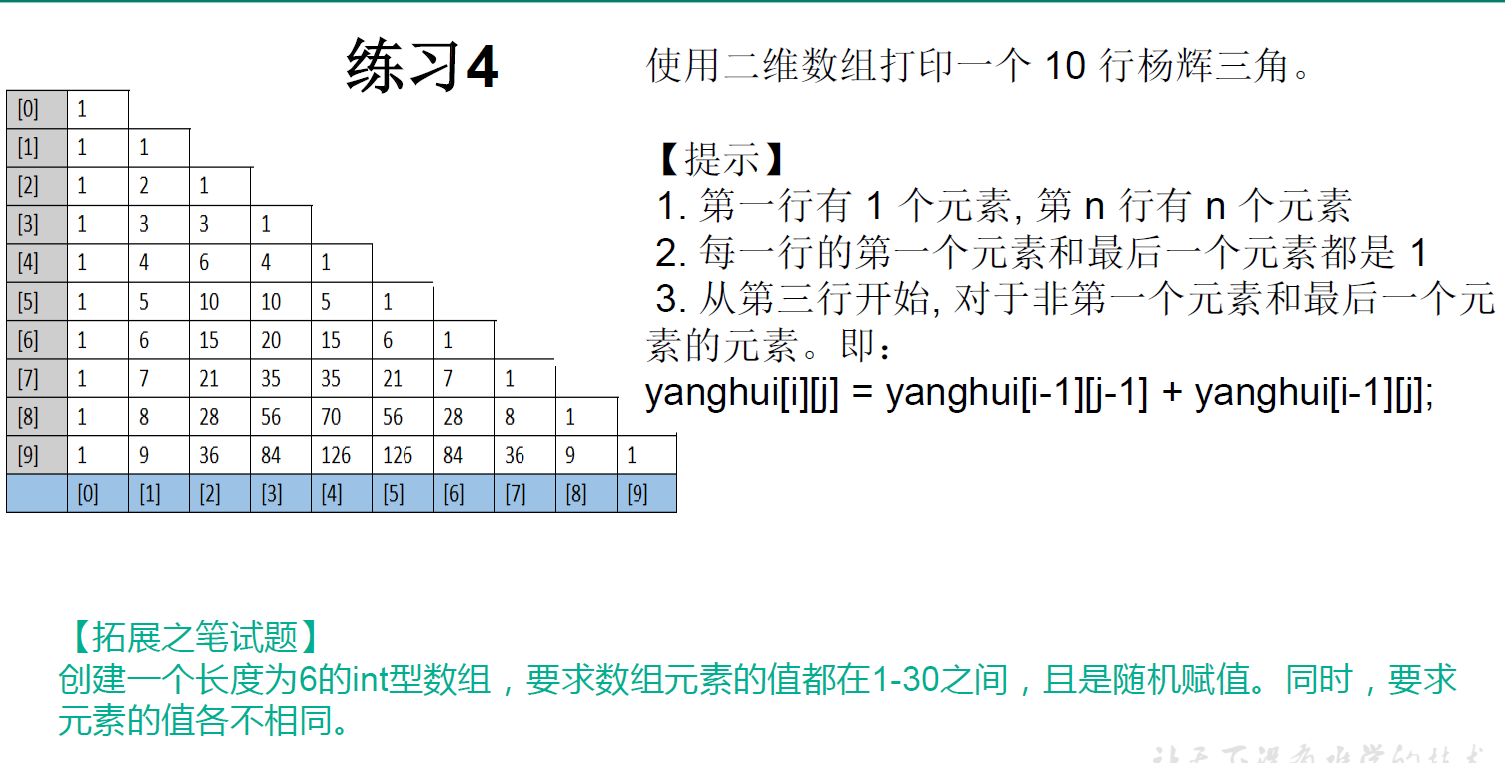 练习4
使用二维数组打印一个 10 行杨辉三角。
【提示】
1. 第一行有 1 个元素, 第 n 行有 n 个元素
2. 每一行的第一个元素和最后一个元素都是 1
3. 从第三行开始, 对于非第一个元素和最后一个元
素的元素。即：
yanghui[i][j] = yanghui[i-1][j-1] + yanghui[i-1][j];
[0] 1
[1] 1 1
[2] 1 2 1
[3] 1 3 3 1
[4] 1 4 6 4 1
[5] 1 5 10 10 5 1
[6] 1 6 15 20 15 6 1
[7] 1 7 21 35 35 21 7 1
[8] 1 8 28 56 70 56 28 8 1
[9] 1 9 36 84 126 126 84 36 9 1
[0] [1] [2] [3] [4] [5] [6] [7] [8] [9]
【拓展之笔试题】
创建一个长度为6的int型数组，要求数组元素的值都在1-30之间，且是随机赋值。同时，要求
元素的值各不相同。
让天下没有难学的技术